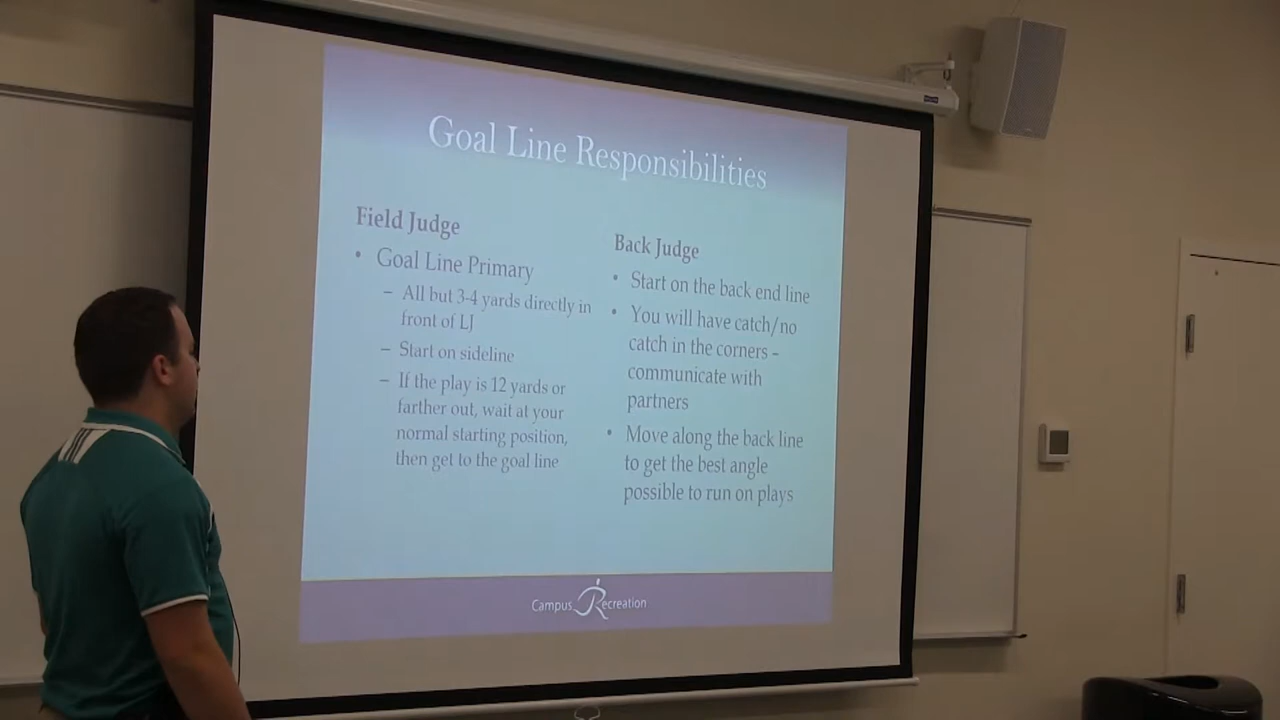 Goal Line Responsibilities
Field Judge
• Goal Line Primary
– All but 3-4 yards directly in
front of LJ
– Start on sideline
– If the play is 12 yards or
farther out, wait at your
normal starting position,
then get to the goal line
Back Judge
• Start on the back end line
• You will have catch/no
catch in the corners –
communicate with
partners
• Move along the back line
to get the best angle
possible to run on plays
Campus Recreation